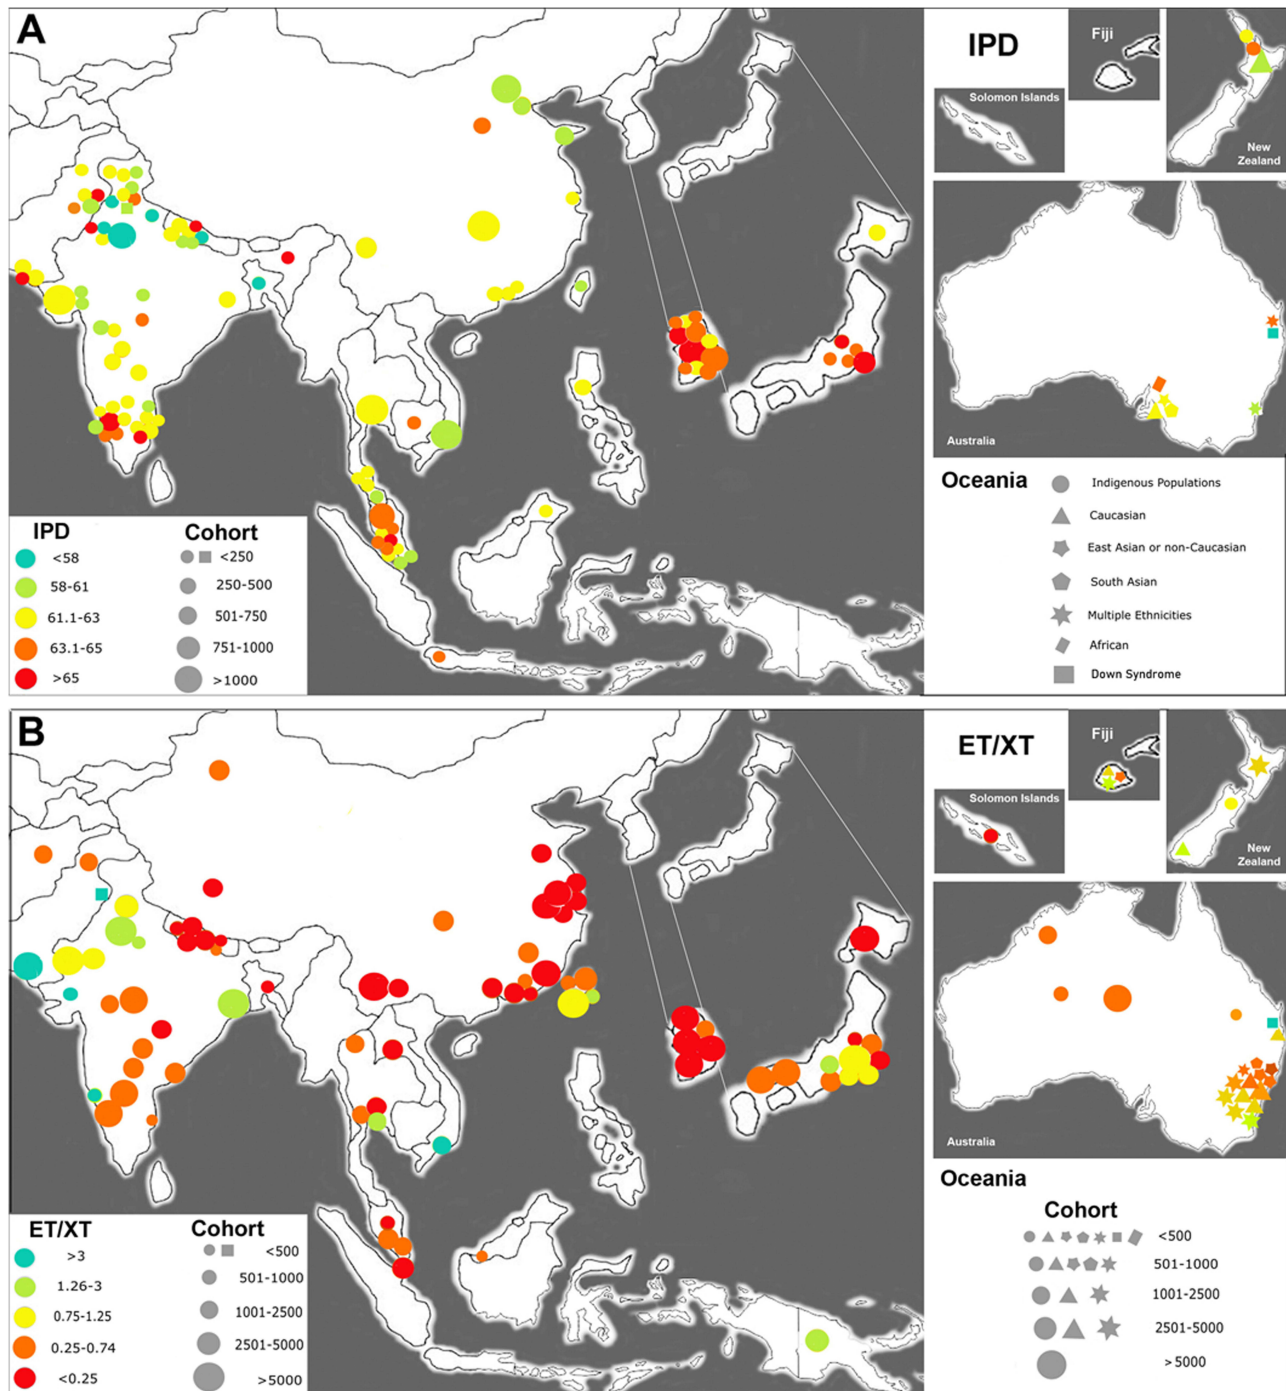 A
IPD
Fiji
Solomon Islands
New
Zealand
Australia
IPD
Cohort
<58
<250
58-61
250-500
61.1-63
501-750
63.1-65
751-1000
>65
>1000
Oceania
Indigenous Populations
Caucasian
East Asian or non-Caucasian
South Asian
Multiple Ethnicities
African
Down Syndrome
B
ET/XT
Fiji
Solomon Islands
New
Zealand
Australia
ET/XT
Cohort
>3
<500
1.26-3
501-1000
0.75-1.25
1001-2500
0.25-0.74
2501-5000
<0.25
>5000
Oceania
Cohort
<500
501-1000
1001-2500
2501-5000
>5000